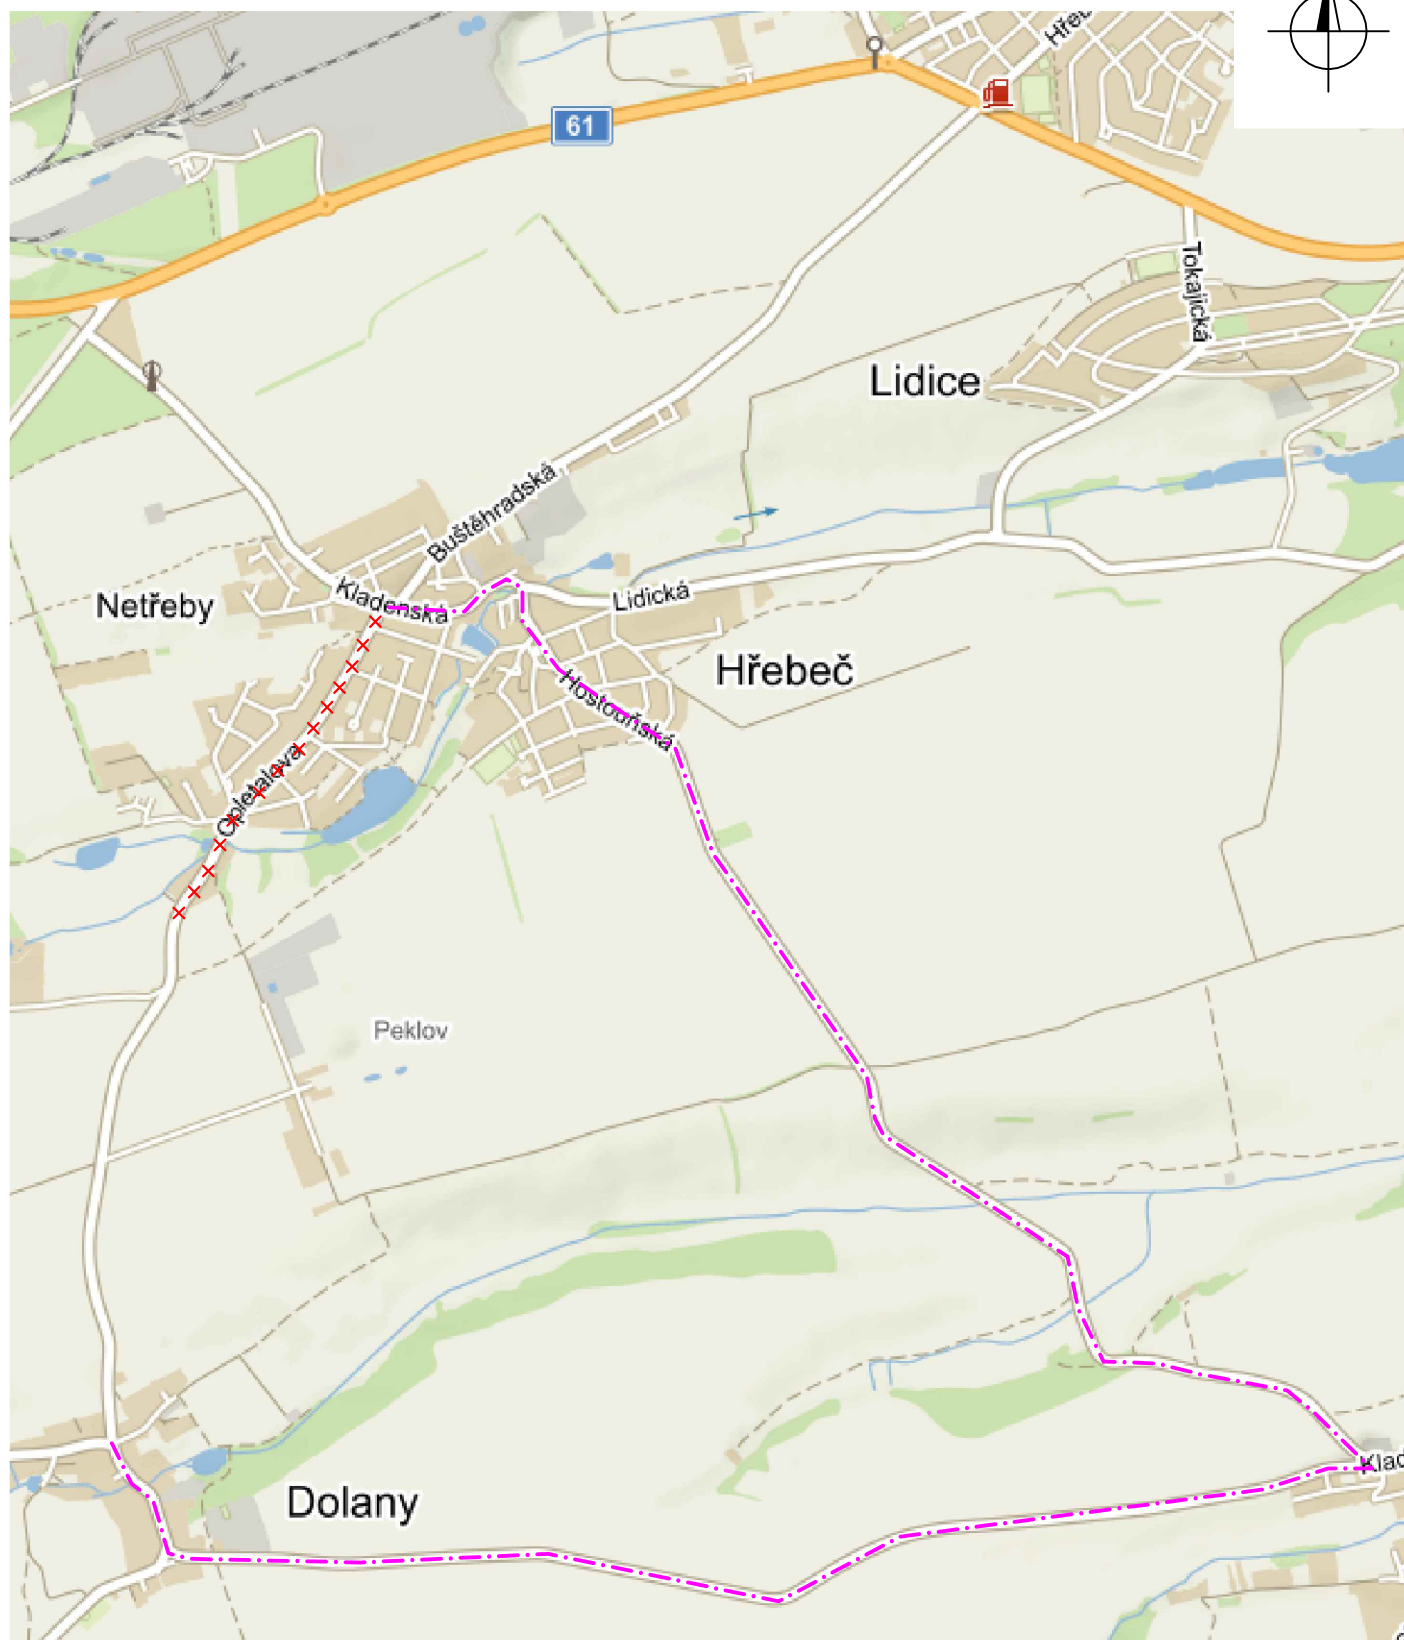 Hřeb
61
Tokajická
Lidice
Buštěhradská
Kladenská
Lidická
Netřeby
Hřebeč
Hostouňská
Opletalova
Peklov
Klad
Dolany